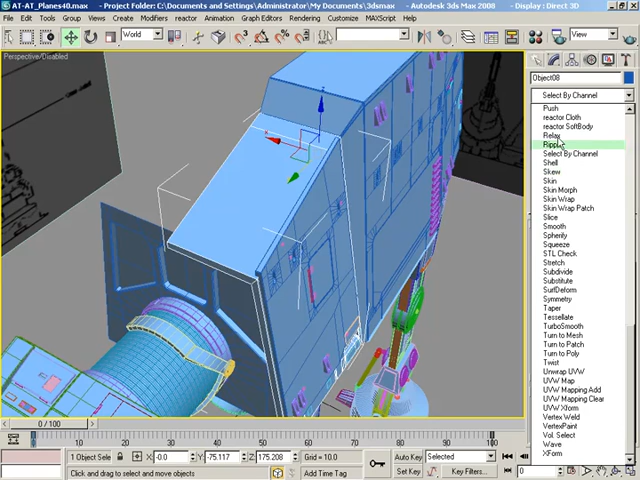 AT-AT_Planes40.max - Project Folder: C:\Documents and Settings\Administrator\My Documents\3dsmax - Autodesk 3ds Max 2008 - Display : Direct 3D
File Edit Tools Group Views Create Modifiers reactor Animation Graph Editors Rendering Customize MAXScript Help
World
View
Perspective/Disabled
Object08
Select By Channel
Push
reactor Cloth
reactor SoftBody
Relax
Ripple
Select By Channel
Shell
Skew
Skin
Skin Morph
Skin Wrap
Skin Wrap Patch
Slice
Smooth
Spherify
Squeeze
STL Check
Stretch
Subdivide
Substitute
SurfDeform
Symmetry
Taper
Tessellate
TurboSmooth
Turn to Mesh
Turn to Patch
Turn to Poly
Twist
Unwrap UVW
UVW Map
UVW Mapping Add
UVW Mapping Clear
UVW Xform
Vertex Weld
VertexPaint
Vol. Select
Wave
XForm
0 / 100
0 10 20 30 40 50 60 70 80 90 100
1 Object Sele X: -0.0 Y: -75.117 Z: 175.208 Grid = 10.0 Auto Key Selected
Click and drag to select and move objects Add Time Tag Set Key Key Filters... 0